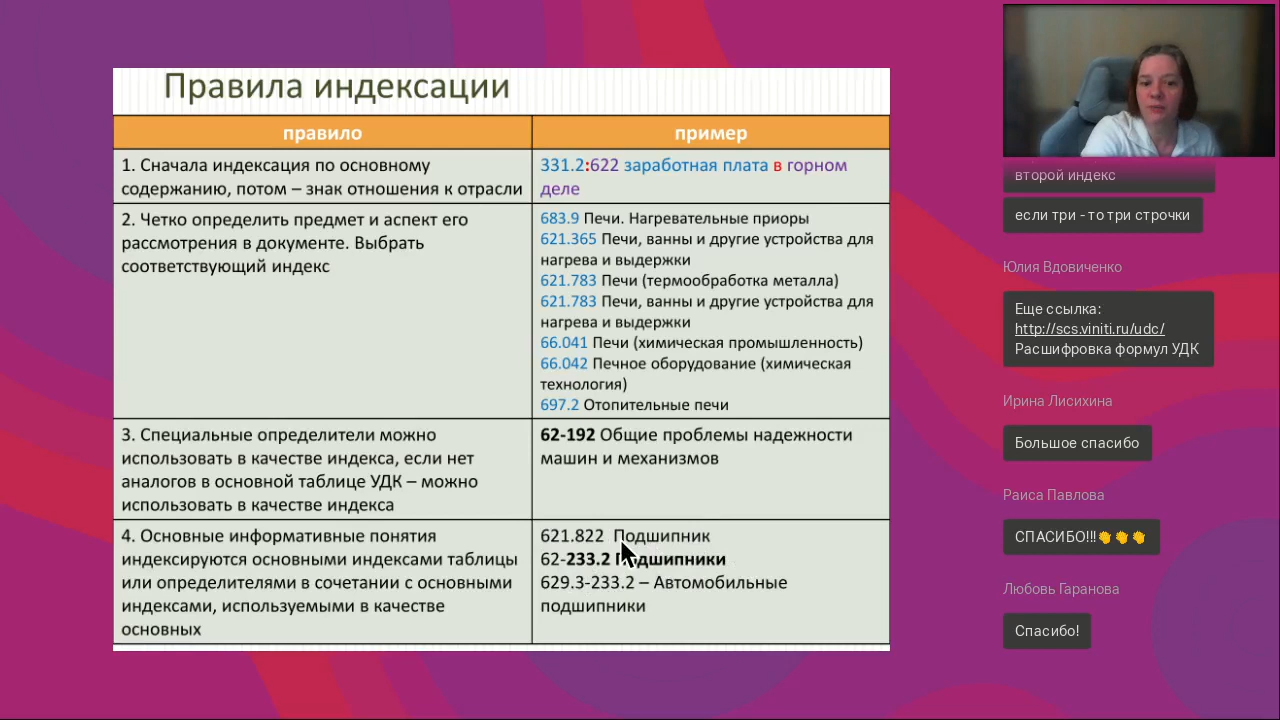 Правила индексации
правило
пример
1. Сначала индексация по основному
содержанию, потом – знак отношения к отрасли
331.2:622 заработная плата в горном
деле
2. Четко определить предмет и аспект его
рассмотрения в документе. Выбрать
соответствующий индекс
683.9 Печи. Нагревательные приоры
621.365 Печи, ванны и другие устройства для
нагрева и выдержки
621.783 Печи (термообработка металла)
621.783 Печи, ванны и другие устройства для
нагрева и выдержки
66.041 Печи (химическая промышленность)
66.042 Печное оборудование (химическая
технология)
697.2 Отопительные печи
3. Специальные определители можно
использовать в качестве индекса, если нет
аналогов в основной таблице УДК – можно
использовать в качестве индекса
62-192 Общие проблемы надежности
машин и механизмов
4. Основные информативные понятия
индексируются основными индексами таблицы
или определителями в сочетании с основными
индексами, используемыми в качестве
основных
621.822 Подшипник
62-233.2 Подшипники
629.3-233.2 – Автомобильные
подшипники
второй индекс
если три - то три строчки
Юлия Вдовиченко
Еще ссылка:
http://scs.viniti.ru/udc/
Расшифровка формул УДК
Ирина Лисихина
Большое спасибо
Раиса Павлова
СПАСИБО!!!👏👏👏
Любовь Гаранова
Спасибо!